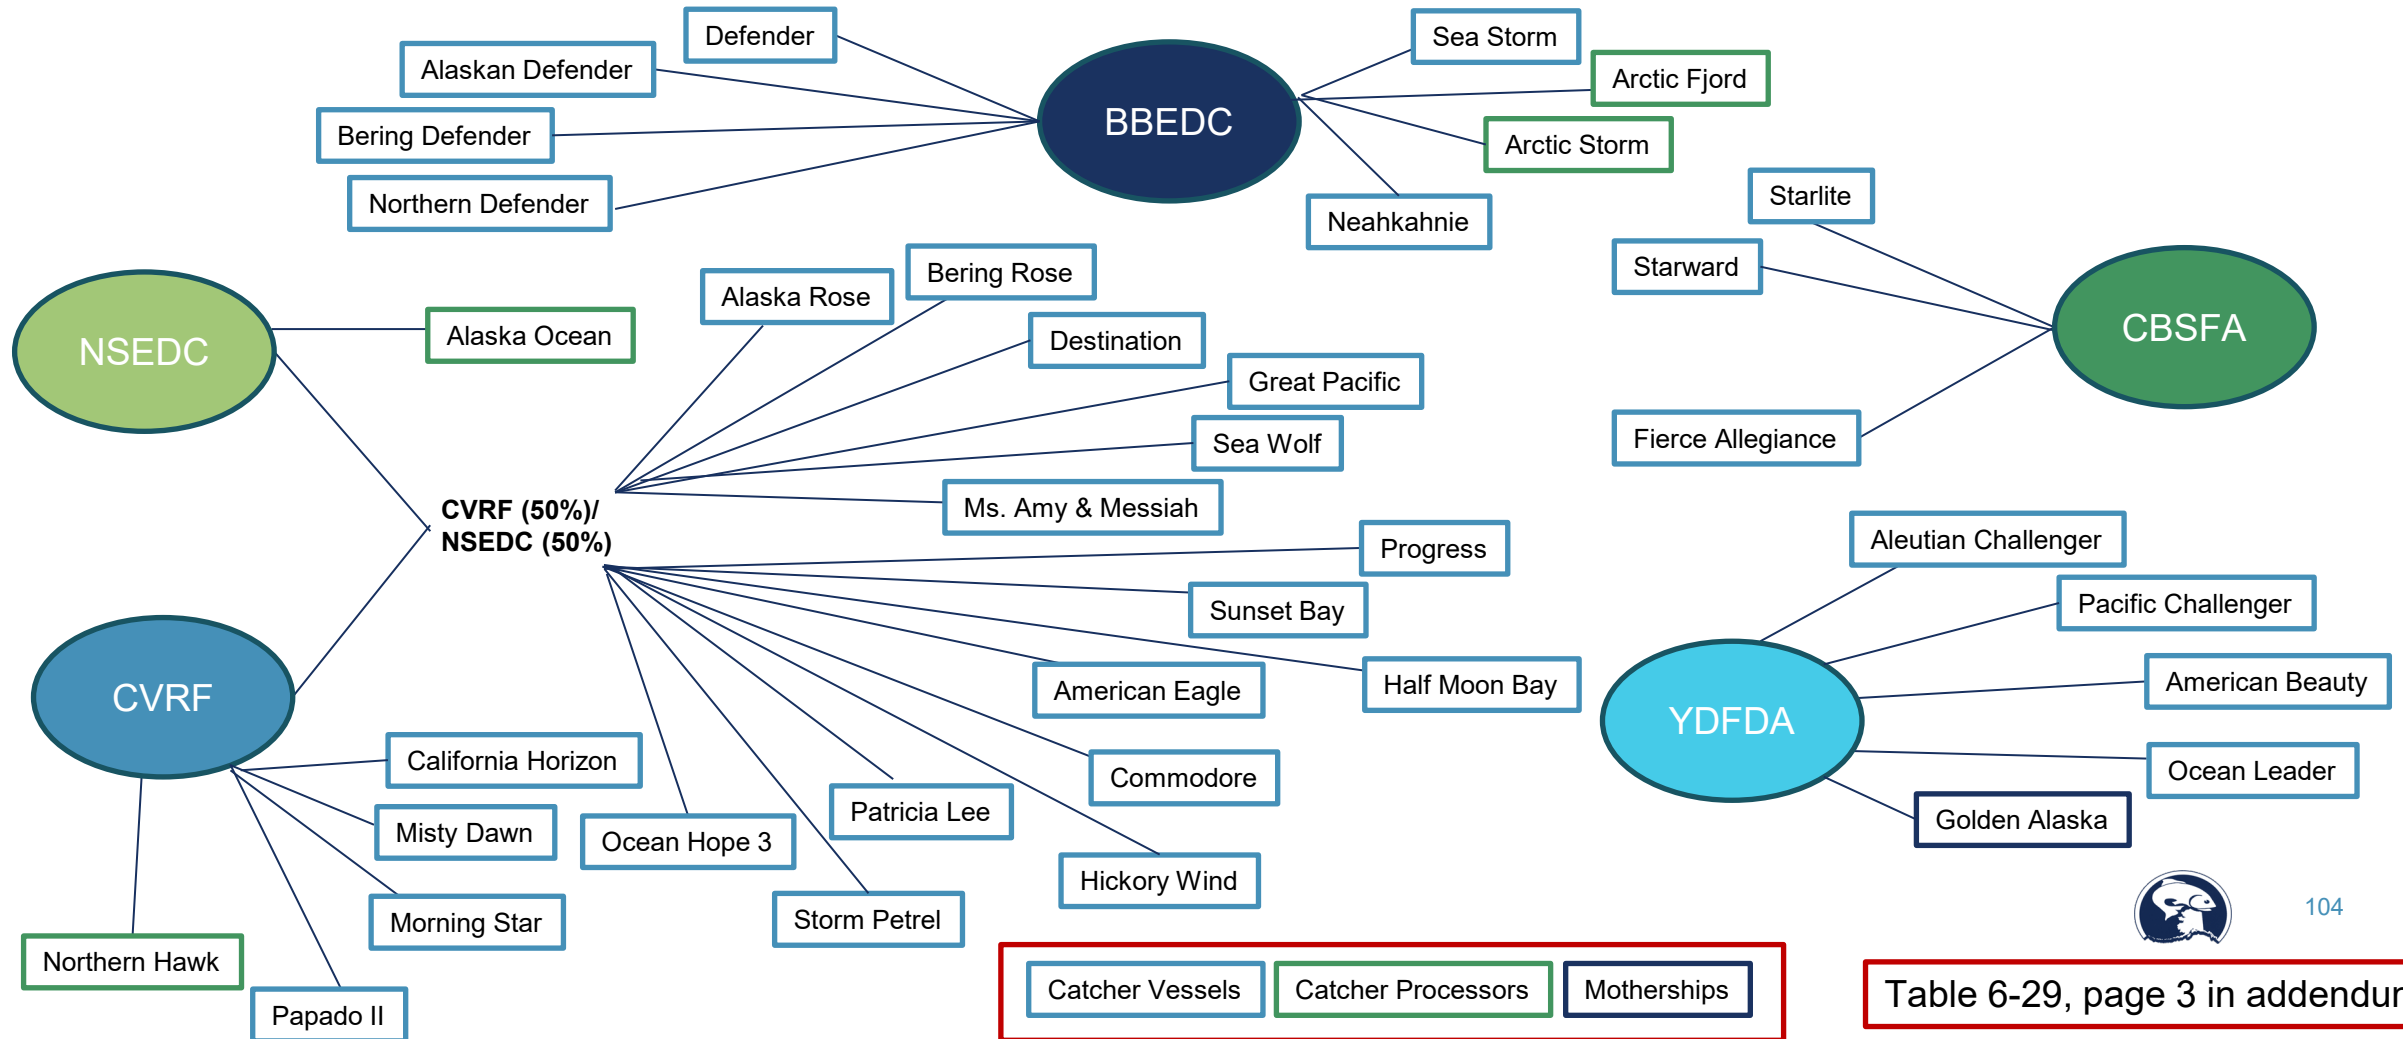 Defender
Sea Storm
Alaskan Defender
Arctic Fjord
BBEDC
Bering Defender
Arctic Storm
Northern Defender
Neahkahnie
Starlite
Starward
CBSFA
Fierce Allegiance
NSEDC
Alaska Ocean
Alaska Rose
Bering Rose
Destination
Great Pacific
Sea Wolf
Ms. Amy & Messiah
CVRF (50%)/
NSEDC (50%)
Progress
Sunset Bay
Half Moon Bay
American Eagle
Commodore
Patricia Lee
Hickory Wind
Ocean Hope 3
Storm Petrel
CVRF
California Horizon
Misty Dawn
Morning Star
Northern Hawk
Papado II
Aleutian Challenger
Pacific Challenger
American Beauty
YDFDA
Ocean Leader
Golden Alaska
104
Catcher Vessels
Catcher Processors
Motherships
Table 6-29, page 3 in addendum